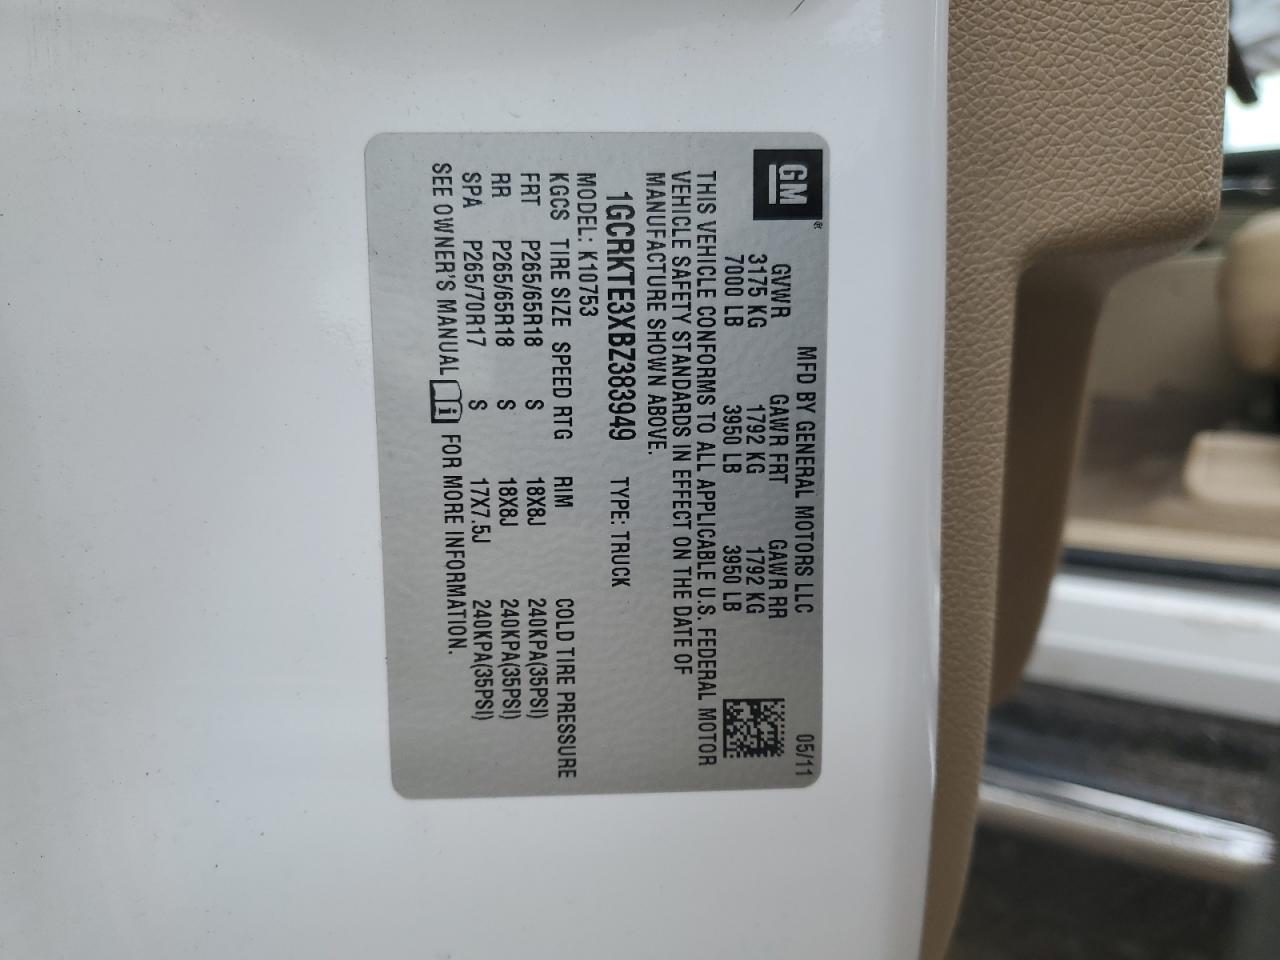 GM®
MFD BY GENERAL MOTORS LLC 05/11
GVWR GAWR FRT GAWR RR
3175 KG 1792 KG 1792 KG
7000 LB 3950 LB 3950 LB
THIS VEHICLE CONFORMS TO ALL APPLICABLE U.S. FEDERAL MOTOR
VEHICLE SAFETY STANDARDS IN EFFECT ON THE DATE OF
MANUFACTURE SHOWN ABOVE.
1GCRKTE3XBZ383949 TYPE: TRUCK
MODEL: K10753
KGCS TIRE SIZE SPEED RTG RIM COLD TIRE PRESSURE
FRT P265/65R18 S 18X8J 240KPA(35PSI)
RR P265/65R18 S 18X8J 240KPA(35PSI)
SPA P265/70R17 S 17X7.5J 240KPA(35PSI)
SEE OWNER'S MANUAL i FOR MORE INFORMATION.